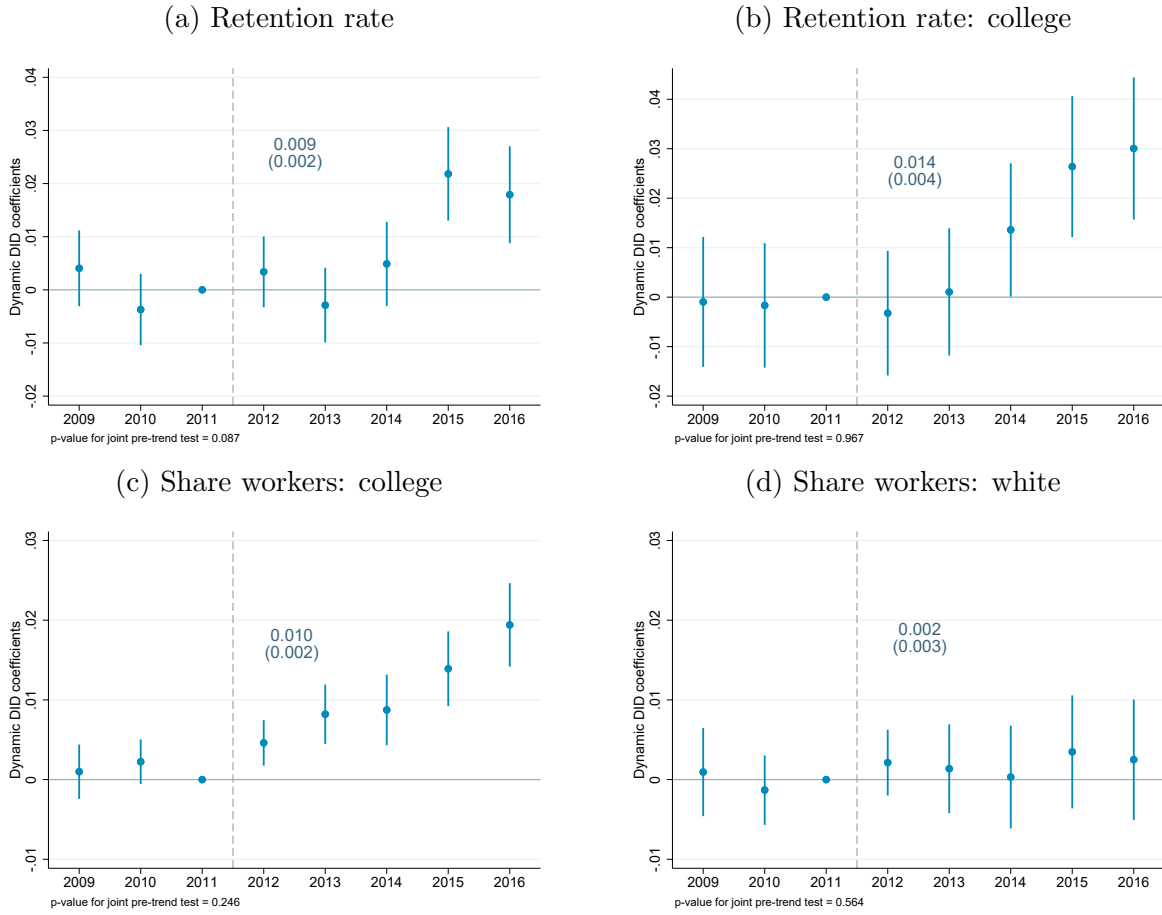 (a) Retention rate
Dynamic DID coefficients
.04
.03
.02
.01
0
-.01
-.02
0.009
(0.002)
2009 2010 2011 2012 2013 2014 2015 2016
p-value for joint pre-trend test = 0.087
(b) Retention rate: college
Dynamic DID coefficients
.04
.03
.02
.01
0
-.01
-.02
0.014
(0.004)
2009 2010 2011 2012 2013 2014 2015 2016
p-value for joint pre-trend test = 0.967
(c) Share workers: college
Dynamic DID coefficients
.03
.02
.01
0
-.01
0.010
(0.002)
2009 2010 2011 2012 2013 2014 2015 2016
p-value for joint pre-trend test = 0.246
(d) Share workers: white
Dynamic DID coefficients
.03
.02
.01
0
-.01
0.002
(0.003)
2009 2010 2011 2012 2013 2014 2015 2016
p-value for joint pre-trend test = 0.564